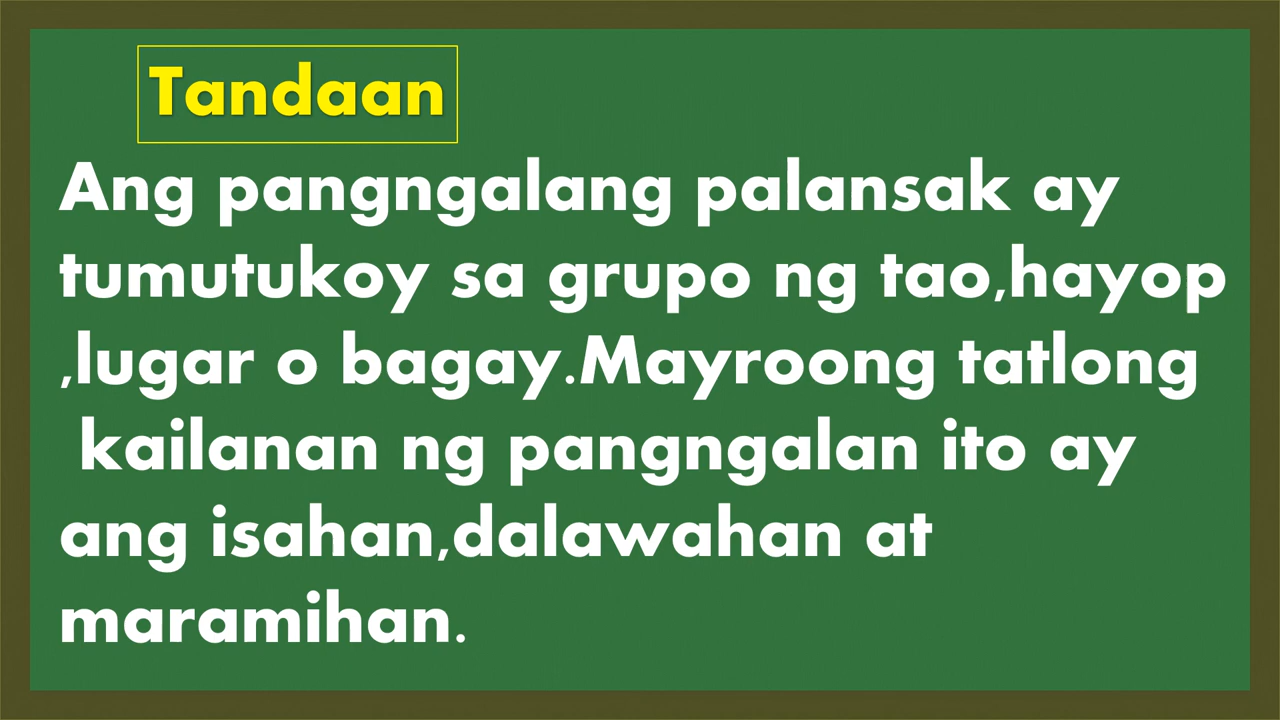 Tandaan
Ang pangngalang palansak ay
tumutukoy sa grupo ng tao,hayop
,lugar o bagay.Mayroong tatlong
kailanan ng pangngalan ito ay
ang isahan,dalawahan at
maramihan.